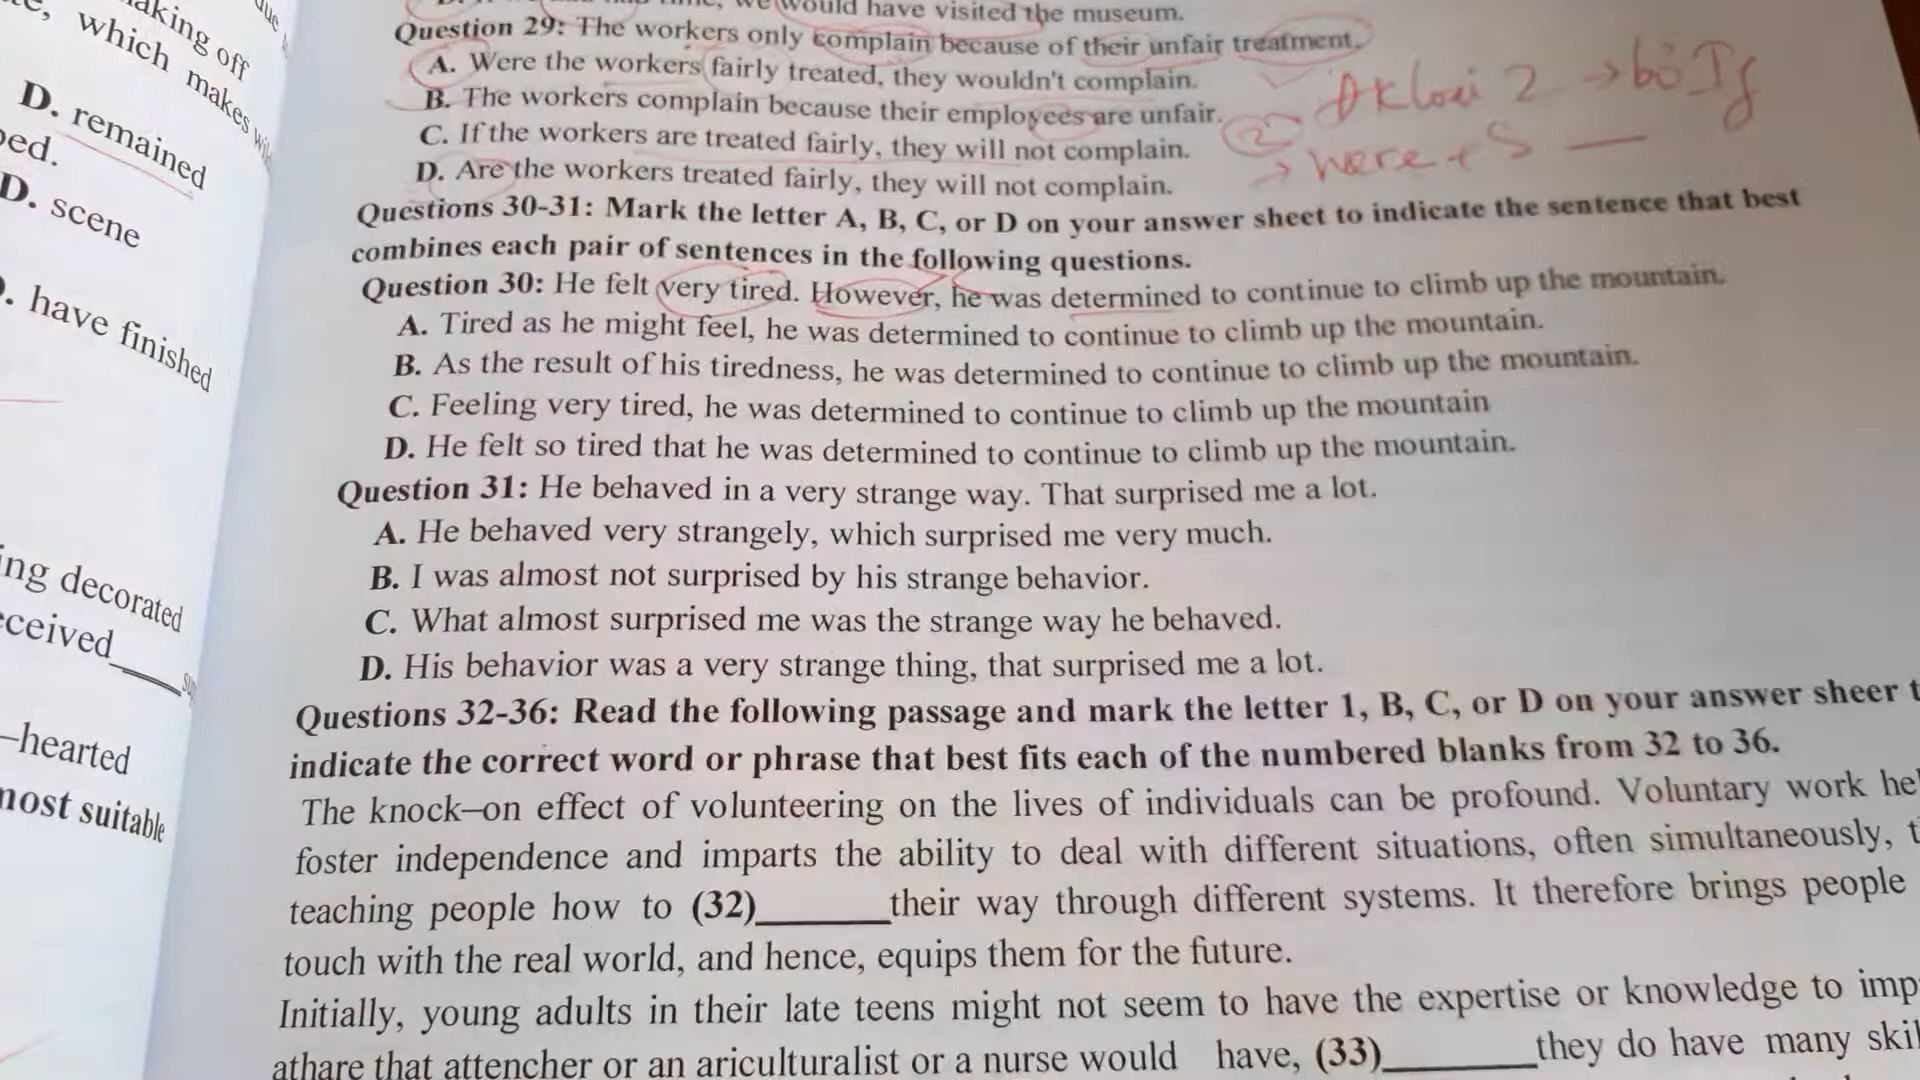 making off
which makes
D. remained
D. scene
have finished
ing decorated
ceived____
–hearted
most suitable
would have visited the museum.
Question 29: The workers only complain because of their unfair treatment.
A. Were the workers fairly treated, they wouldn't complain.
B. The workers complain because their employees are unfair.
C. If the workers are treated fairly, they will not complain.
D. Are the workers treated fairly, they will not complain.
Đk loại 2 → bỏ If
(2)
→ were + S —
Questions 30-31: Mark the letter A, B, C, or D on your answer sheet to indicate the sentence that best
combines each pair of sentences in the following questions.
Question 30: He felt very tired. However, he was determined to continue to climb up the mountain.
A. Tired as he might feel, he was determined to continue to climb up the mountain.
B. As the result of his tiredness, he was determined to continue to climb up the mountain.
C. Feeling very tired, he was determined to continue to climb up the mountain
D. He felt so tired that he was determined to continue to climb up the mountain.
Question 31: He behaved in a very strange way. That surprised me a lot.
A. He behaved very strangely, which surprised me very much.
B. I was almost not surprised by his strange behavior.
C. What almost surprised me was the strange way he behaved.
D. His behavior was a very strange thing, that surprised me a lot.
Questions 32-36: Read the following passage and mark the letter 1, B, C, or D on your answer sheer t
indicate the correct word or phrase that best fits each of the numbered blanks from 32 to 36.
The knock–on effect of volunteering on the lives of individuals can be profound. Voluntary work he
foster independence and imparts the ability to deal with different situations, often simultaneously, t
teaching people how to (32)______their way through different systems. It therefore brings people
touch with the real world, and hence, equips them for the future.
Initially, young adults in their late teens might not seem to have the expertise or knowledge to imp
athare that attencher or an ariculturalist or a nurse would have, (33)______they do have many skil